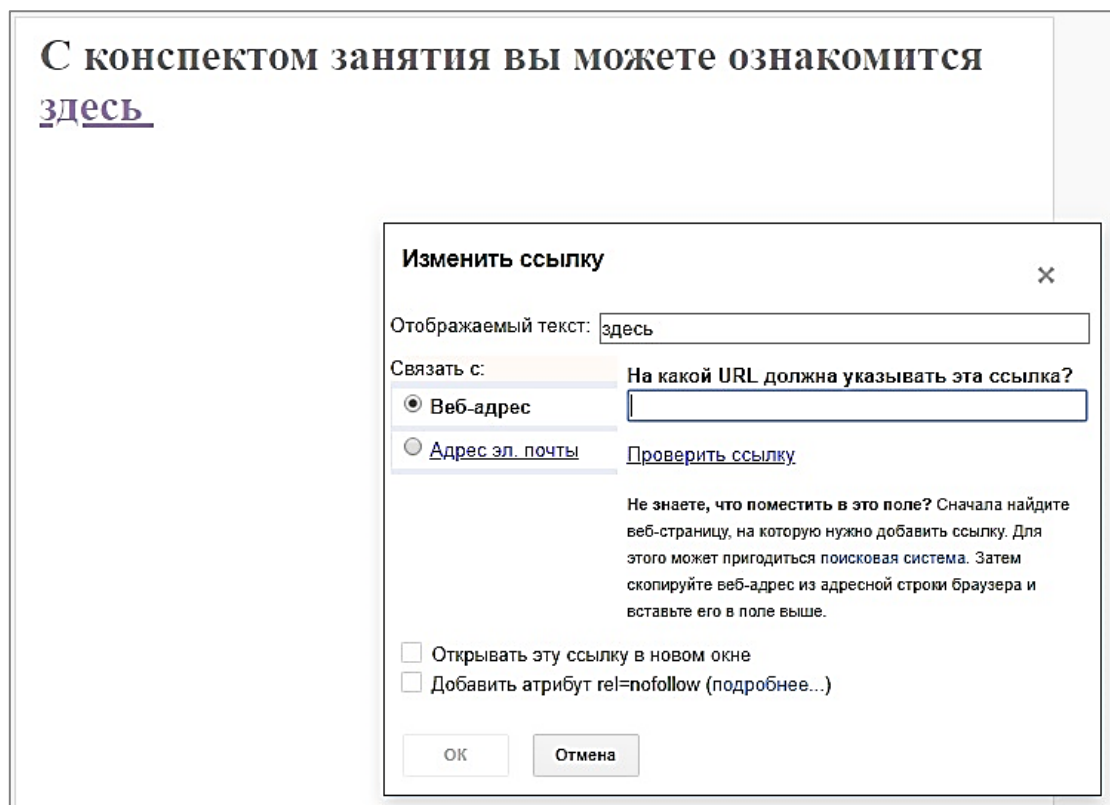 С конспектом занятия вы можете ознакомится
здесь
Изменить ссылку
Отображаемый текст: здесь
Связать с:
На какой URL должна указывать эта ссылка?
Веб-адрес
Адрес эл. почты
Проверить ссылку
Не знаете, что поместить в это поле? Сначала найдите
веб-страницу, на которую нужно добавить ссылку. Для
этого может пригодиться поисковая система. Затем
скопируйте веб-адрес из адресной строки браузера и
вставьте его в поле выше.
Открывать эту ссылку в новом окне
Добавить атрибут rel=nofollow (подробнее...)
ОК
Отмена